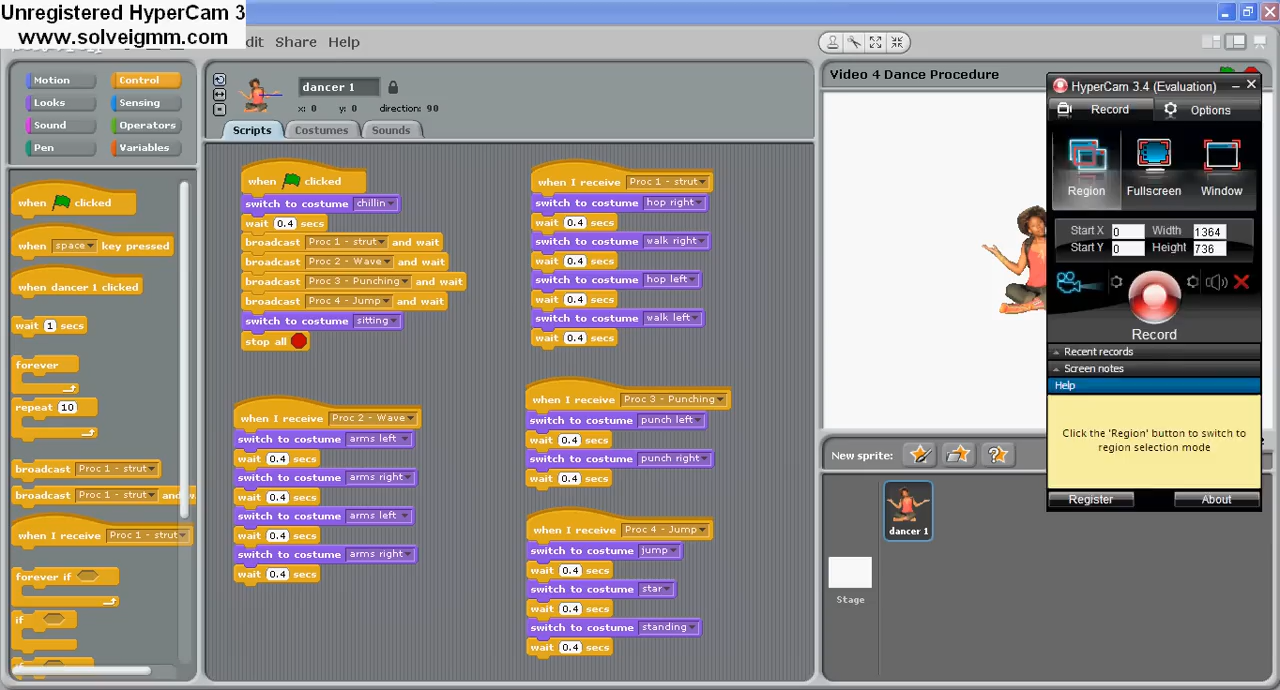 Unregistered HyperCam 3
www.solveigmm.com
dit Share Help
Motion
Control
Looks
Sensing
Sound
Operators
Pen
Variables
when clicked
when space key pressed
when dancer 1 clicked
wait 1 secs
forever
repeat 10
broadcast Proc 1 - strut
broadcast Proc 1 - strut and w
when I receive Proc 1 - strut
forever if
if
dancer 1
x: 0 y: 0 direction: 90
Scripts
Costumes
Sounds
when clicked
switch to costume chillin
wait 0.4 secs
broadcast Proc 1 - strut and wait
broadcast Proc 2 - Wave and wait
broadcast Proc 3 - Punching and wait
broadcast Proc 4 - Jump and wait
switch to costume sitting
stop all
when I receive Proc 2 - Wave
switch to costume arms left
wait 0.4 secs
switch to costume arms right
wait 0.4 secs
switch to costume arms left
wait 0.4 secs
switch to costume arms right
wait 0.4 secs
when I receive Proc 1 - strut
switch to costume hop right
wait 0.4 secs
switch to costume walk right
wait 0.4 secs
switch to costume hop left
wait 0.4 secs
switch to costume walk left
wait 0.4 secs
when I receive Proc 3 - Punching
switch to costume punch left
wait 0.4 secs
switch to costume punch right
wait 0.4 secs
when I receive Proc 4 - Jump
switch to costume jump
wait 0.4 secs
switch to costume star
wait 0.4 secs
switch to costume standing
wait 0.4 secs
Video 4 Dance Procedure
New sprite:
dancer 1
Stage
HyperCam 3.4 (Evaluation)
Record
Options
Region
Fullscreen
Window
Start X 0 Width 1364
Start Y 0 Height 736
Record
Recent records
Screen notes
Help
Click the 'Region' button to switch to
region selection mode
Register
About